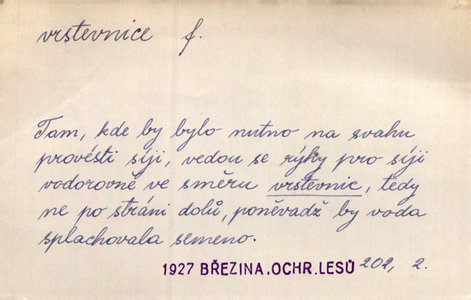 vrstevnice f.
Tam, kde by bylo nutno na svahu
provésti síji, vedou se rýhy pro síji
vodorovně ve směru vrstevnic, tedy
ne po stráni dolů, poněvadž by voda
splachovala semeno.
1927 BŘEZINA, OCHR. LESŮ 202, 2.